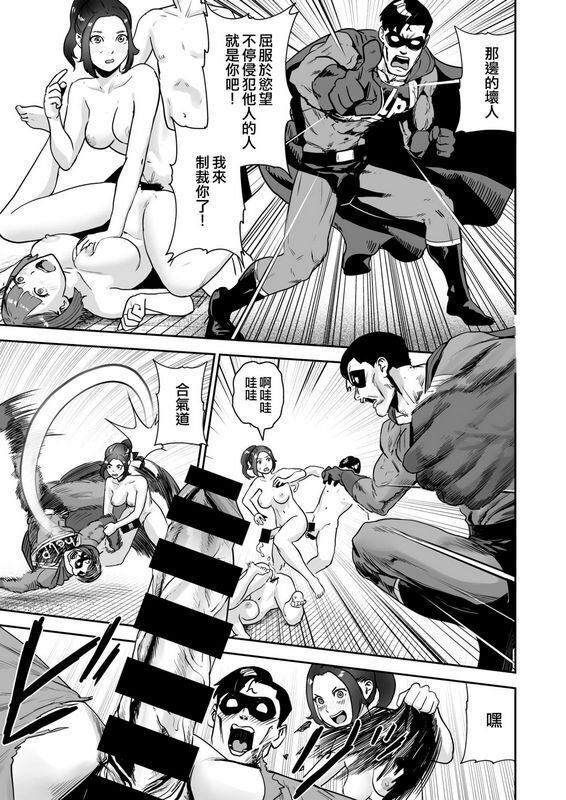 那邊的壞人
屈服於慾望
不停侵犯他人的人
就是你吧！
我來
制裁你了！
啊哇哇
哇哇
合氣道
嘿